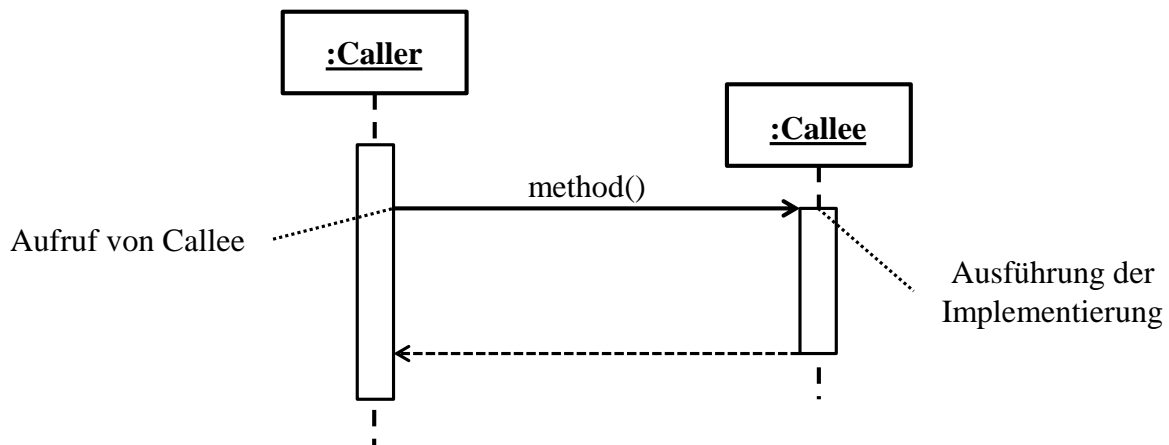 :Caller
:Callee
method()
Aufruf von Callee
Ausführung der
Implementierung